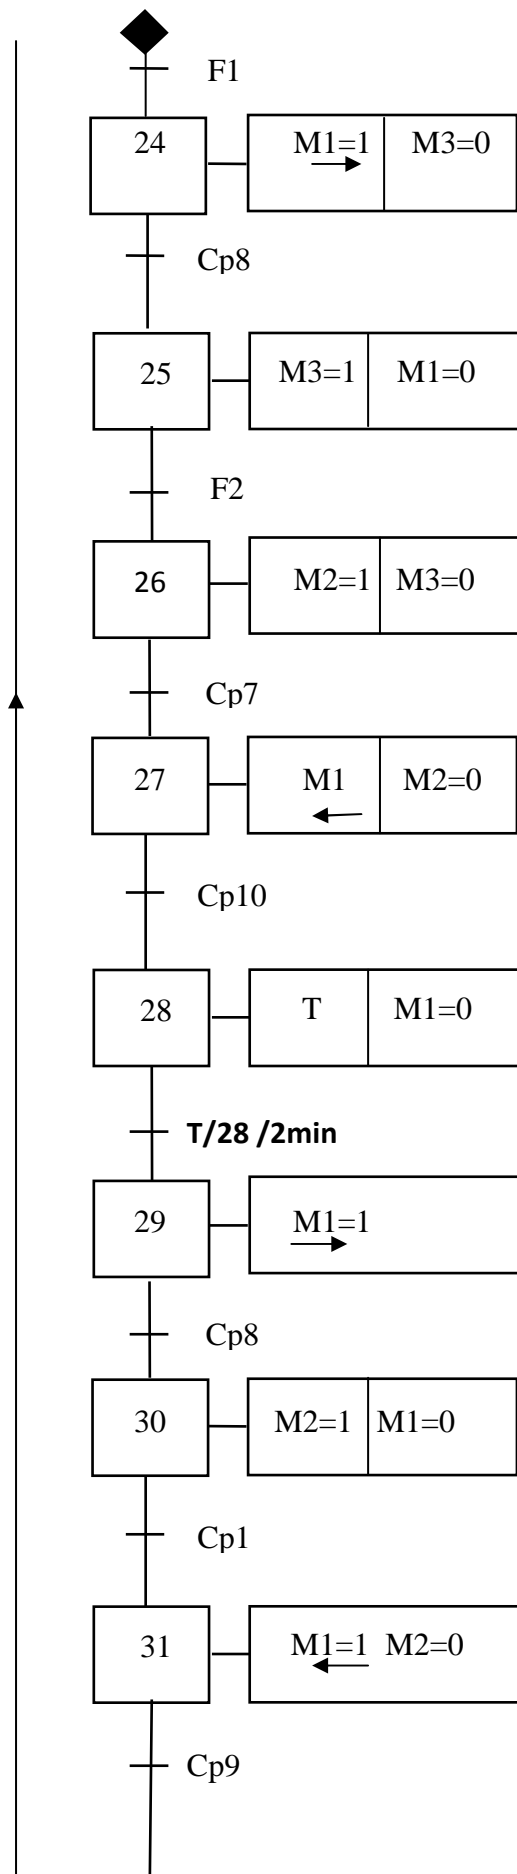 F1
24 M1=1 M3=0
Cp8
25 M3=1 M1=0
F2
26 M2=1 M3=0
Cp7
27 M1 M2=0
Cp10
28 T M1=0
T/28 /2min
29 M1=1
Cp8
30 M2=1 M1=0
Cp1
31 M1=1 M2=0
Cp9